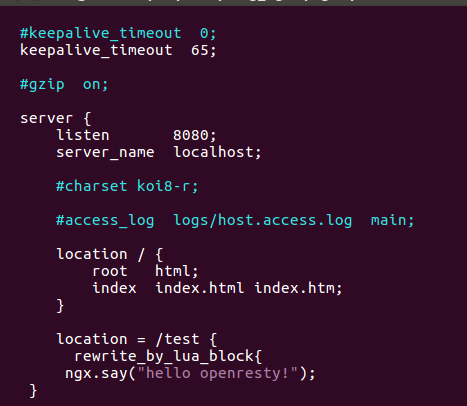 #keepalive_timeout  0;
keepalive_timeout  65;
#gzip  on;
server {
    listen       8080;
    server_name  localhost;
    #charset koi8-r;
    #access_log  logs/host.access.log  main;
    location / {
        root   html;
        index  index.html index.htm;
    }
    location = /test {
      rewrite_by_lua_block{
     ngx.say("hello openresty!");
 }